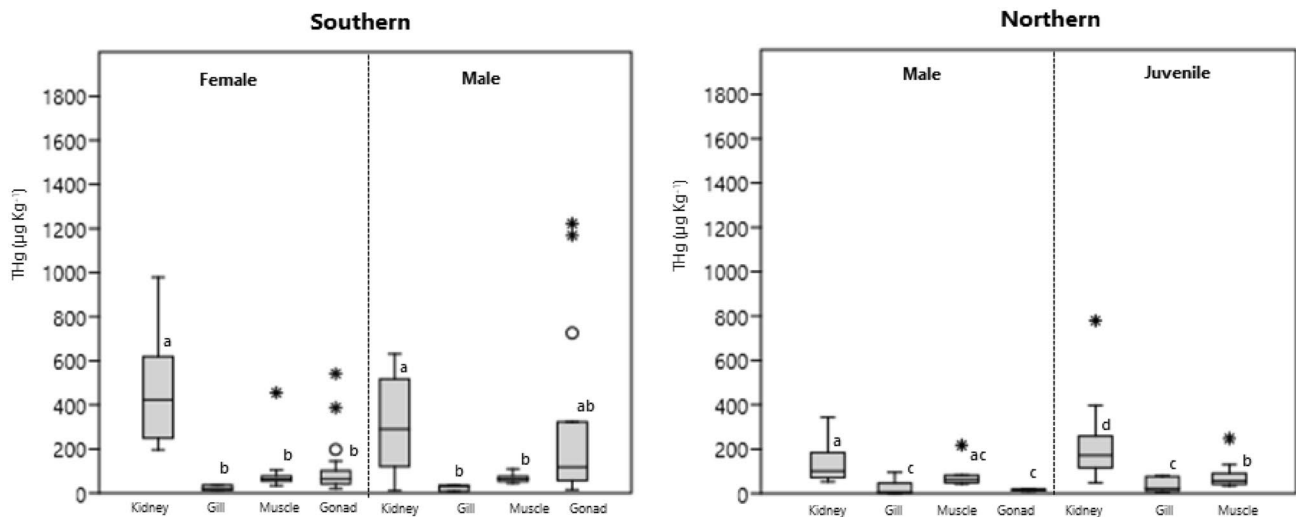 Southern
Female
Male
THg (µg Kg⁻¹)
1800
1600
1400
1200
1000
800
600
400
200
0
a
b
b
b
a
b
b
ab
Kidney
Gill
Muscle
Gonad
Kidney
Gill
Muscle
Gonad
Northern
Male
Juvenile
THg (µg Kg⁻¹)
1800
1600
1400
1200
1000
800
600
400
200
0
a
c
ac
c
d
c
b
Kidney
Gill
Muscle
Gonad
Kidney
Gill
Muscle